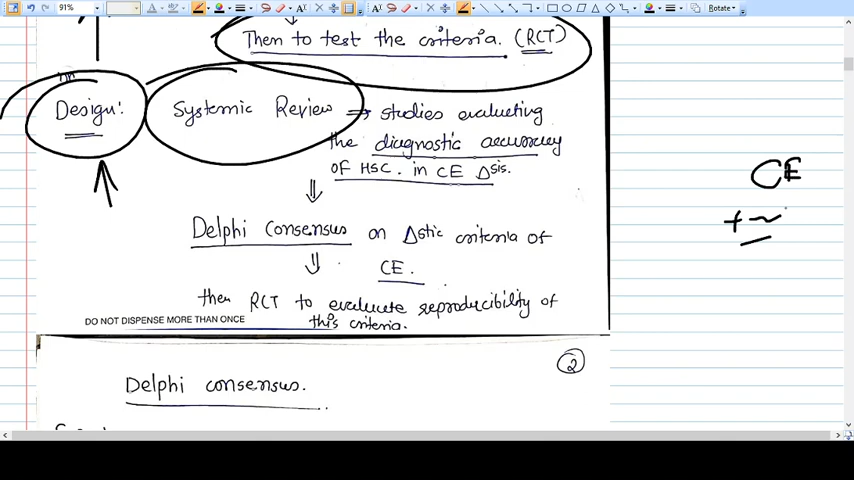 91%
Rotate
Then to test the criteria. (RCT)
Design: Systemic Review ⇒ studies evaluating
the diagnostic accuracy
of HSC. in CE Δsis.
⇓
Delphi Consensus on Δstic criteria of
⇓ CE.
then RCT to evaluate reproducibility of
this criteria.
DO NOT DISPENSE MORE THAN ONCE
CE
+~
2
Delphi consensus.